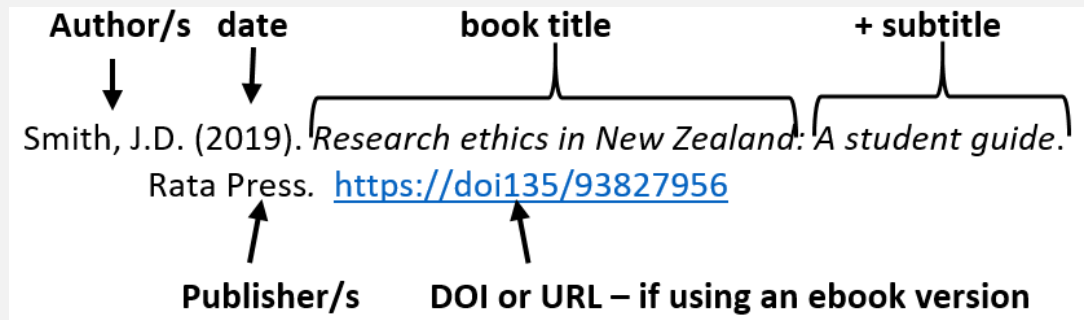 Author/s date book title + subtitle
Smith, J.D. (2019). Research ethics in New Zealand: A student guide.
Rata Press. https://doi135/93827956
Publisher/s DOI or URL – if using an ebook version